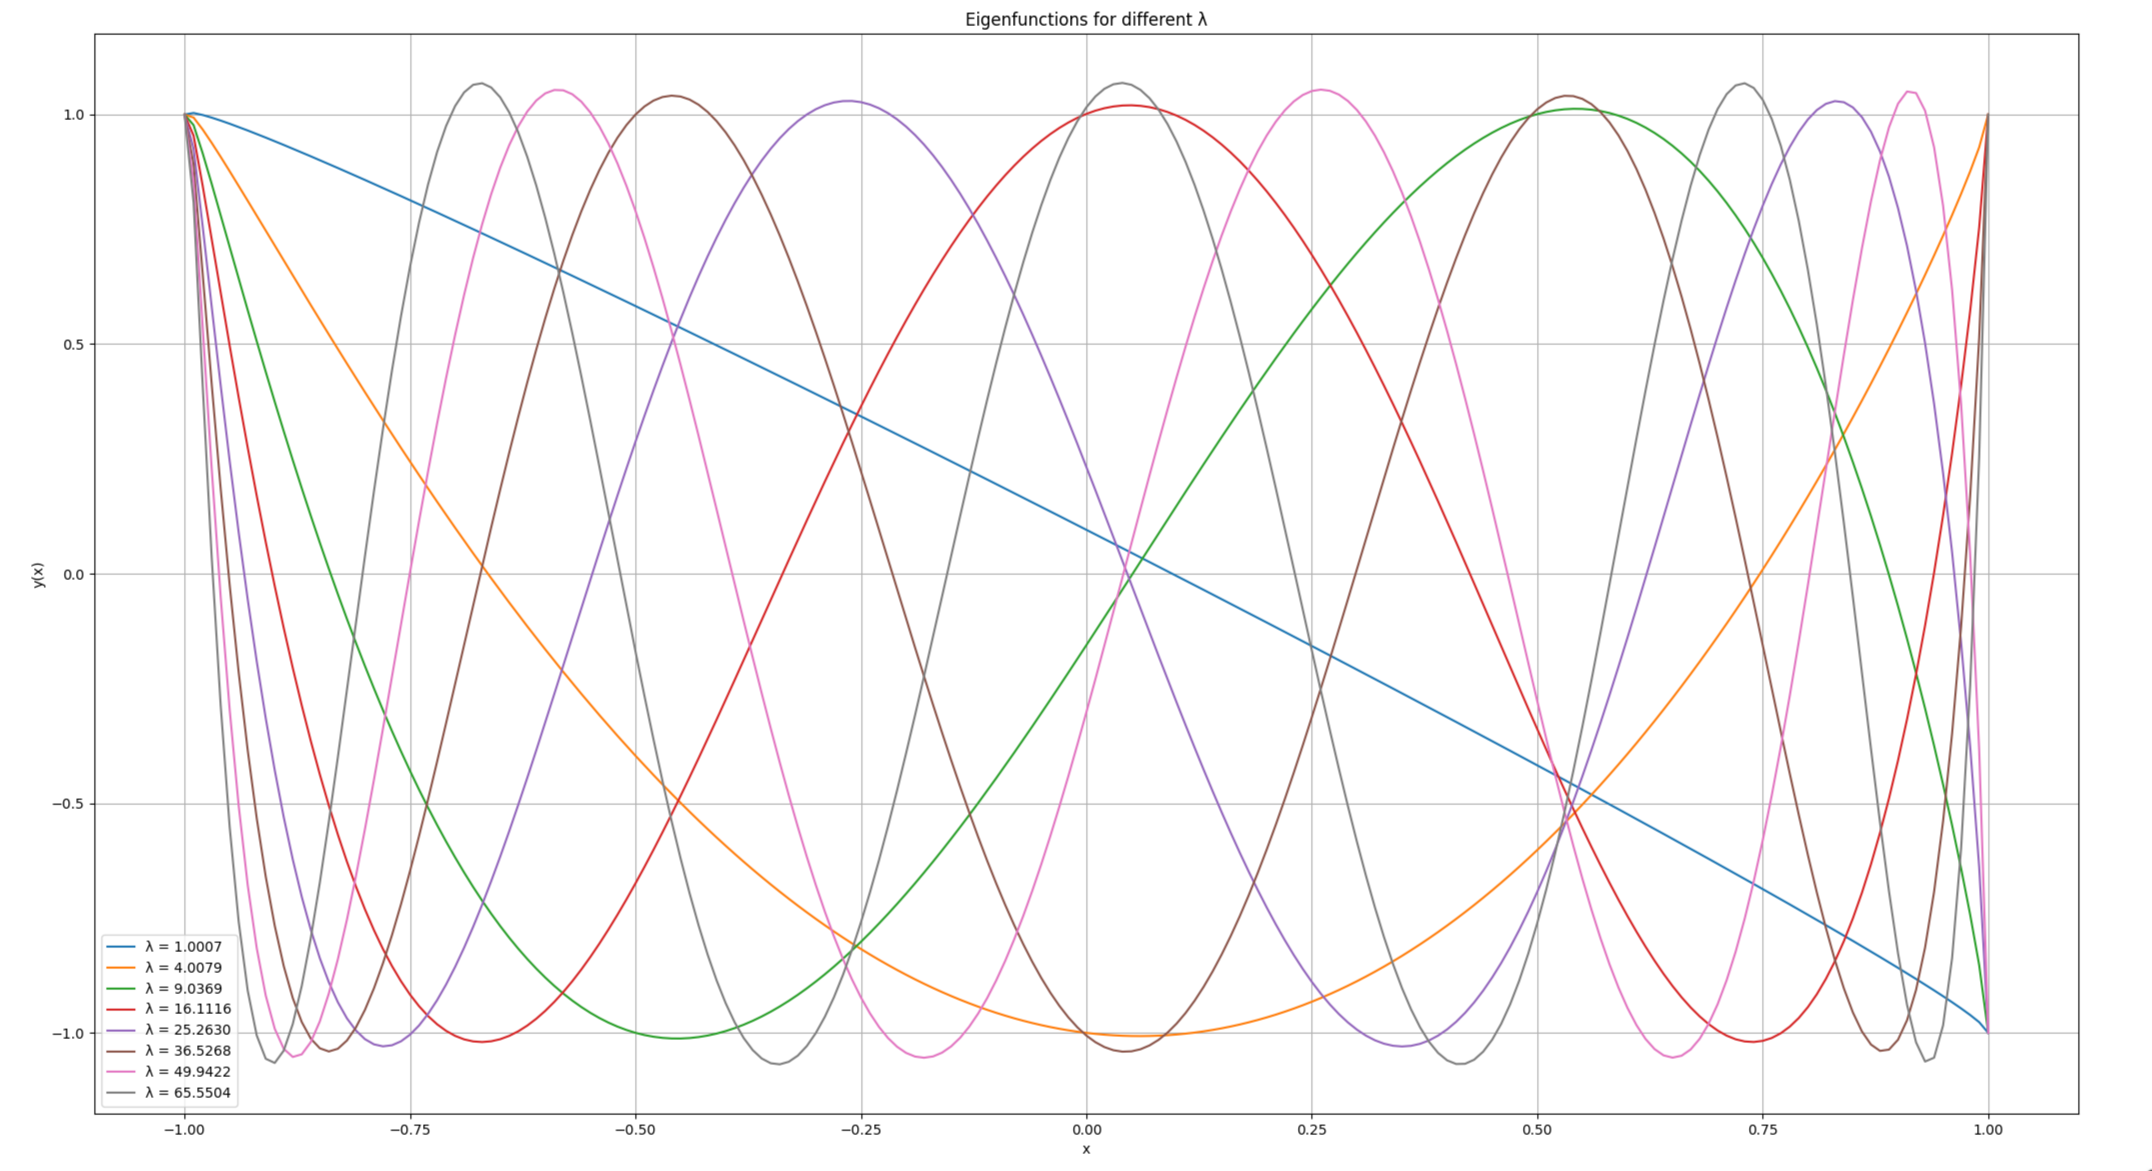 Eigenfunctions for different λ
1.0
0.5
0.0
−0.5
−1.0
y(x)
λ = 1.0007
λ = 4.0079
λ = 9.0369
λ = 16.1116
λ = 25.2630
λ = 36.5268
λ = 49.9422
λ = 65.5504
−1.00 −0.75 −0.50 −0.25 0.00 0.25 0.50 0.75 1.00
x